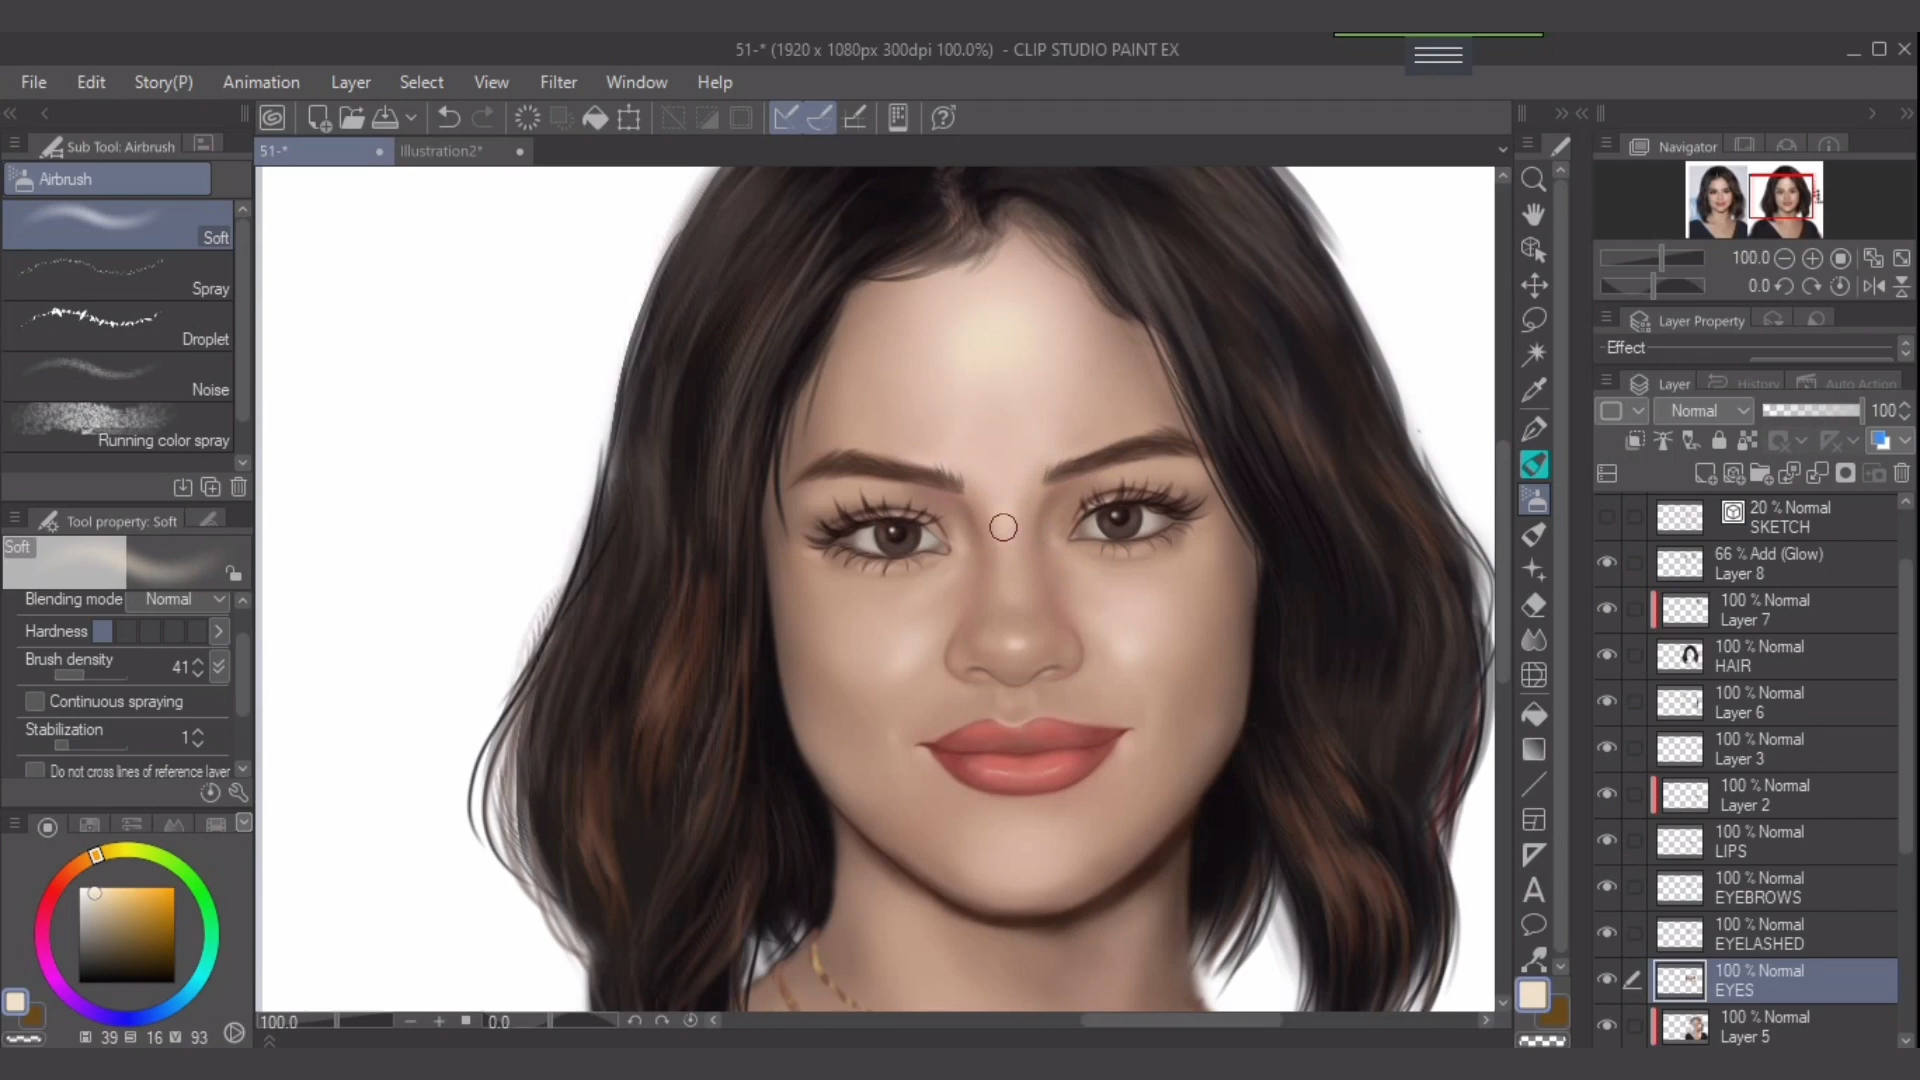 51-* (1920 x 1080px 300dpi 100.0%) - CLIP STUDIO PAINT EX
File Edit Story(P) Animation Layer Select View Filter Window Help
Sub Tool: Airbrush
51-*
Illustration2*
Airbrush
Soft
Spray
Droplet
Noise
Running color spray
Tool property: Soft
Soft
Blending mode Normal
Hardness
Brush density 41
Continuous spraying
Stabilization 1
Do not cross lines of reference layer
39 16 93
100.0
0.0
A
Navigator
100.0
0.0
Layer Property
Effect
Layer History Auto Action
Normal 100
20 % Normal
SKETCH
66 % Add (Glow)
Layer 8
100 % Normal
Layer 7
100 % Normal
HAIR
100 % Normal
Layer 6
100 % Normal
Layer 3
100 % Normal
Layer 2
100 % Normal
LIPS
100 % Normal
EYEBROWS
100 % Normal
EYELASHED
100 % Normal
EYES
100 % Normal
Layer 5